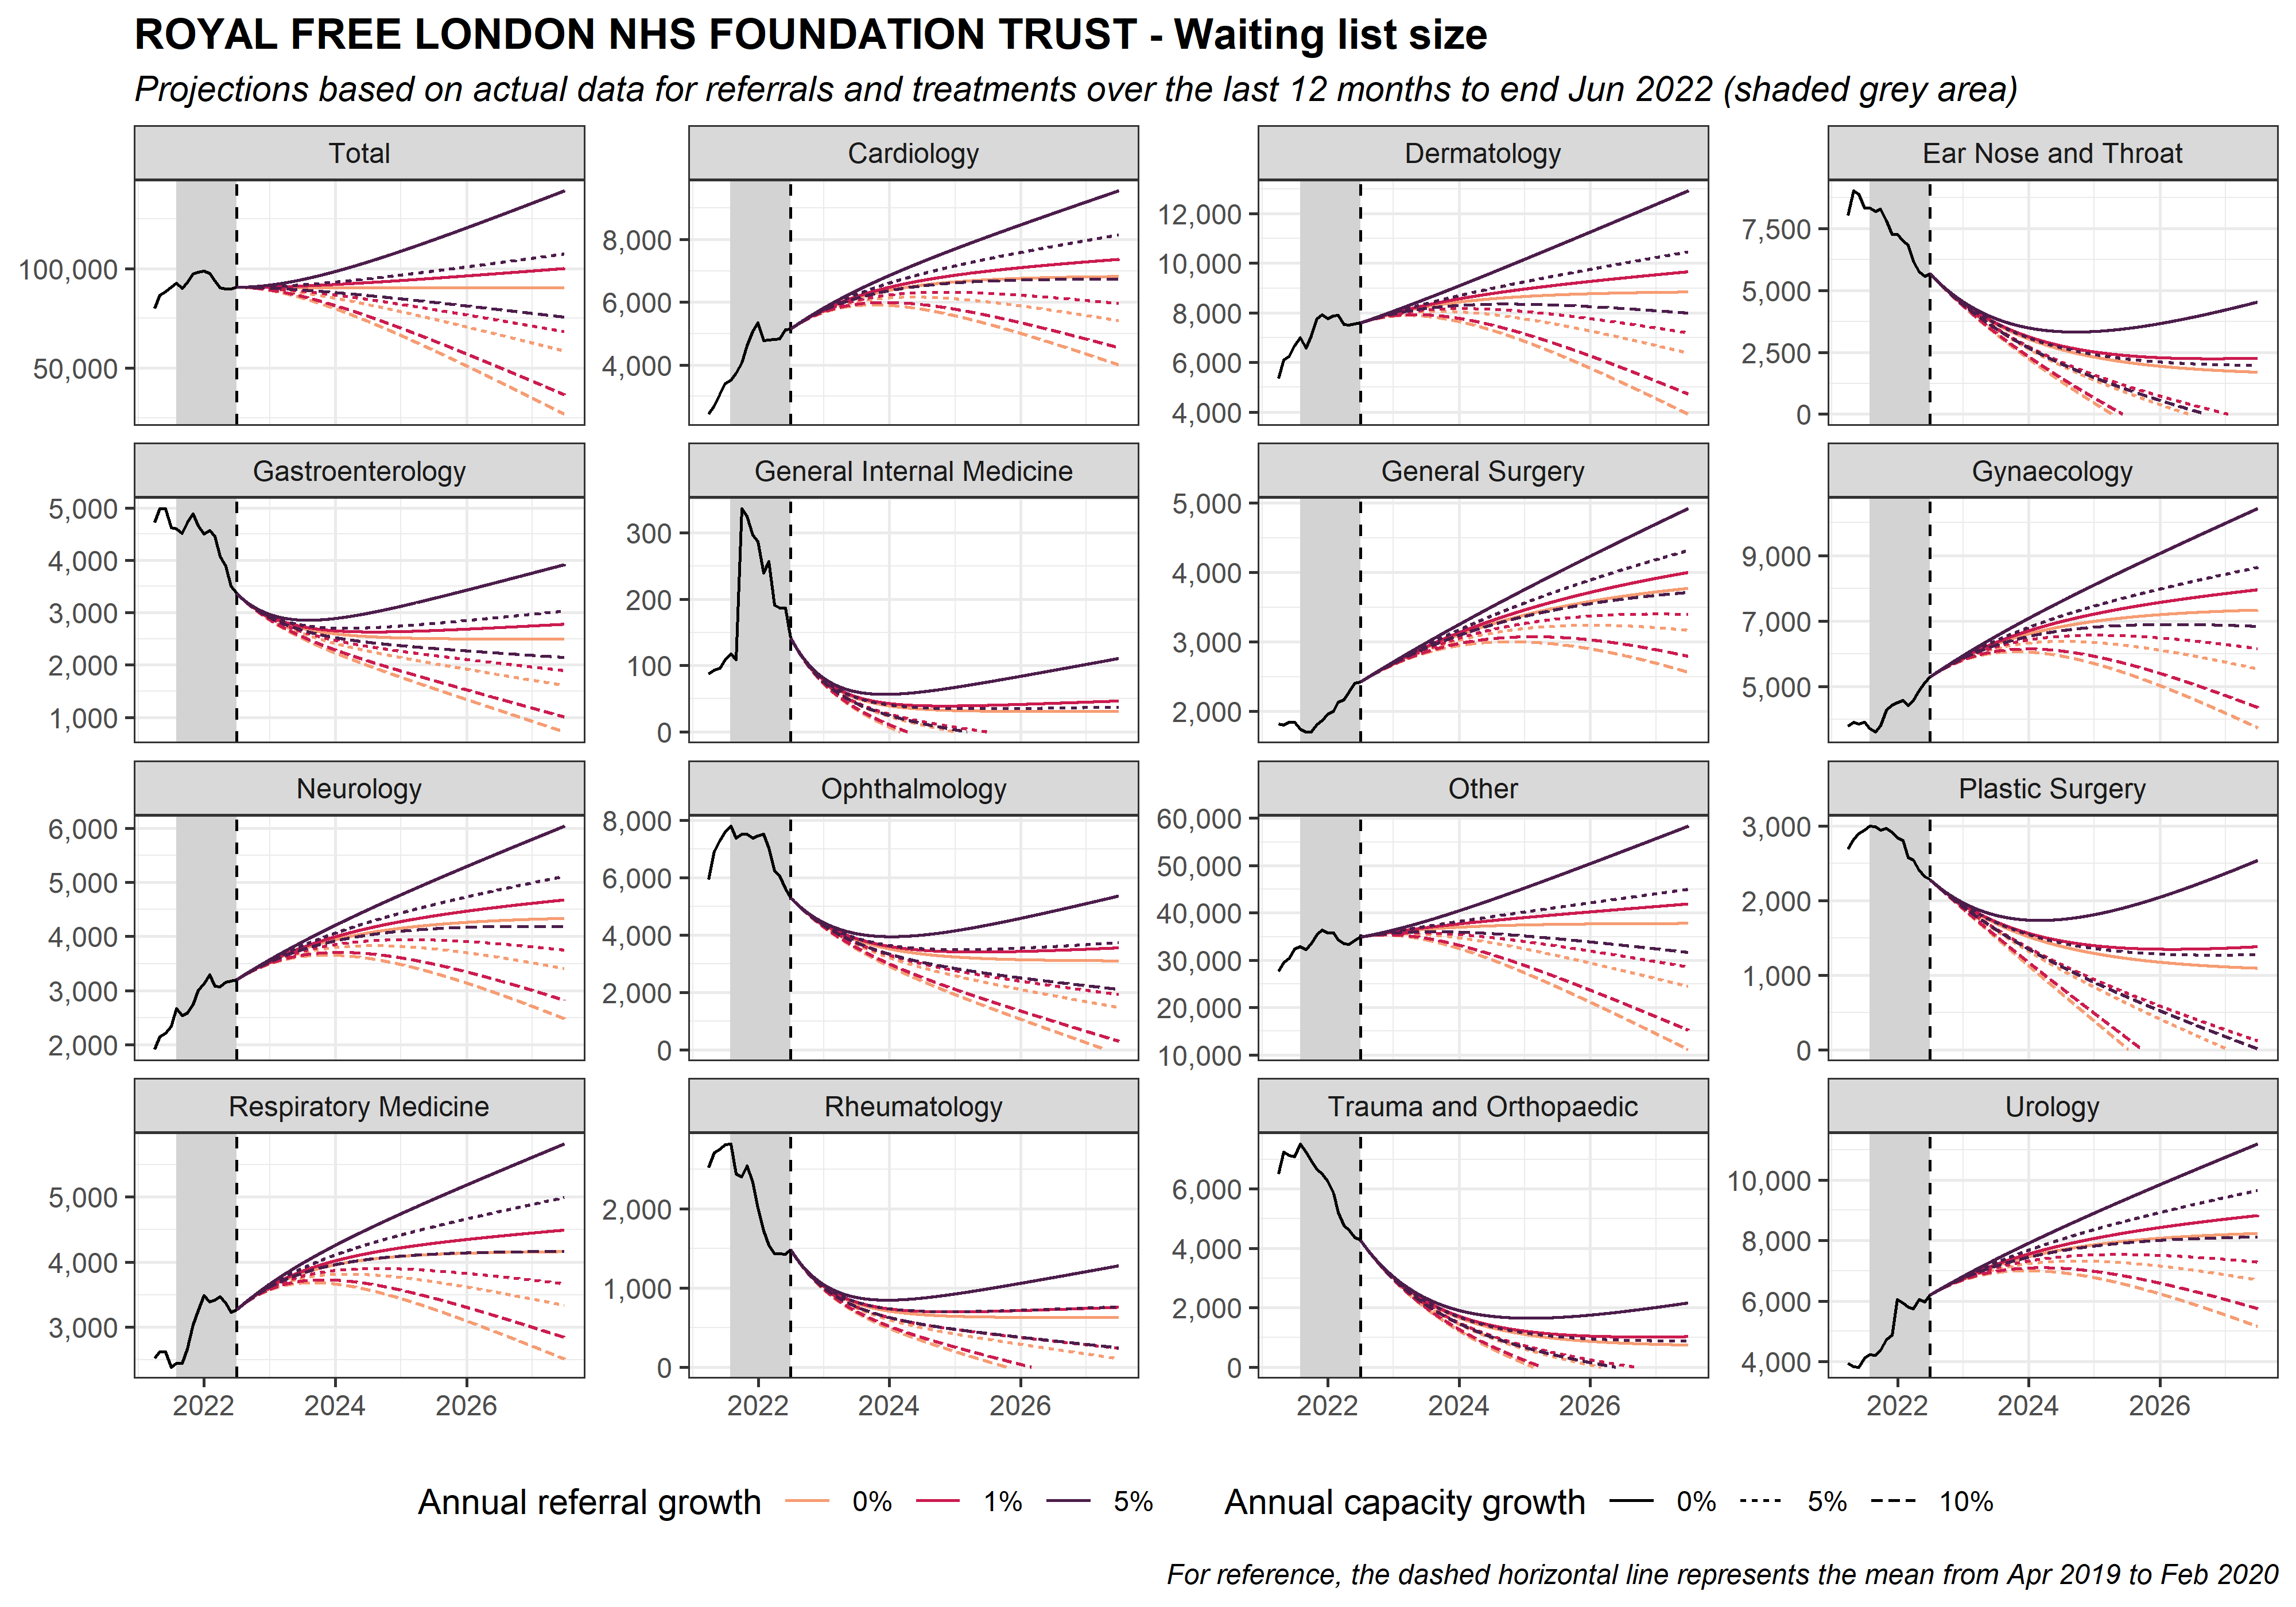 ROYAL FREE LONDON NHS FOUNDATION TRUST - Waiting list size
Projections based on actual data for referrals and treatments over the last 12 months to end Jun 2022 (shaded grey area)
Total
100,000
50,000
Cardiology
8,000
6,000
4,000
Dermatology
12,000
10,000
8,000
6,000
4,000
Ear Nose and Throat
7,500
5,000
2,500
0
Gastroenterology
5,000
4,000
3,000
2,000
1,000
General Internal Medicine
300
200
100
0
General Surgery
5,000
4,000
3,000
2,000
Gynaecology
9,000
7,000
5,000
Neurology
6,000
5,000
4,000
3,000
2,000
Ophthalmology
8,000
6,000
4,000
2,000
0
Other
60,000
50,000
40,000
30,000
20,000
10,000
Plastic Surgery
3,000
2,000
1,000
0
Respiratory Medicine
5,000
4,000
3,000
2022 2024 2026
Rheumatology
2,000
1,000
0
2022 2024 2026
Trauma and Orthopaedic
6,000
4,000
2,000
0
2022 2024 2026
Urology
10,000
8,000
6,000
4,000
2022 2024 2026
Annual referral growth 0% 1% 5% Annual capacity growth 0% 5% 10%
For reference, the dashed horizontal line represents the mean from Apr 2019 to Feb 2020